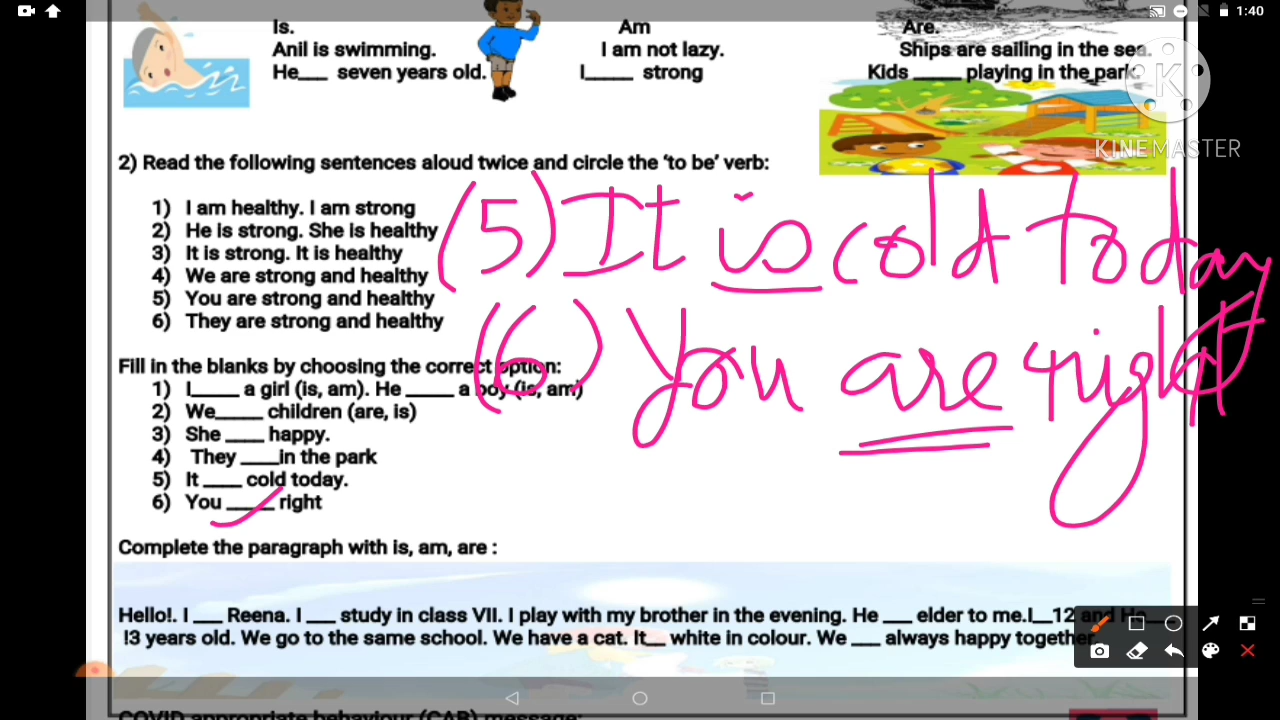 1:40
Is. Am Are.
Anil is swimming. I am not lazy. Ships are sailing in the sea.
He___ seven years old. I_____ strong Kids _____ playing in the park.
K
KINEMASTER
2) Read the following sentences aloud twice and circle the ‘to be’ verb:
1) I am healthy. I am strong
2) He is strong. She is healthy
3) It is strong. It is healthy
4) We are strong and healthy
5) You are strong and healthy
6) They are strong and healthy
(5) It is cold today
(6) You are right
Fill in the blanks by choosing the correct option:
1) I_____ a girl (is, am). He _____ a boy (is, am)
2) We_____ children (are, is)
3) She ____ happy.
4) They ____in the park
5) It ____ cold today.
6) You _____ right
Complete the paragraph with is, am, are :
Hello!. I ___ Reena. I ___ study in class VII. I play with my brother in the evening. He ___ elder to me.I__12 and He
!3 years old. We go to the same school. We have a cat. It__ white in colour. We ___ always happy together
COVID appropriate behaviour (CAB) message: